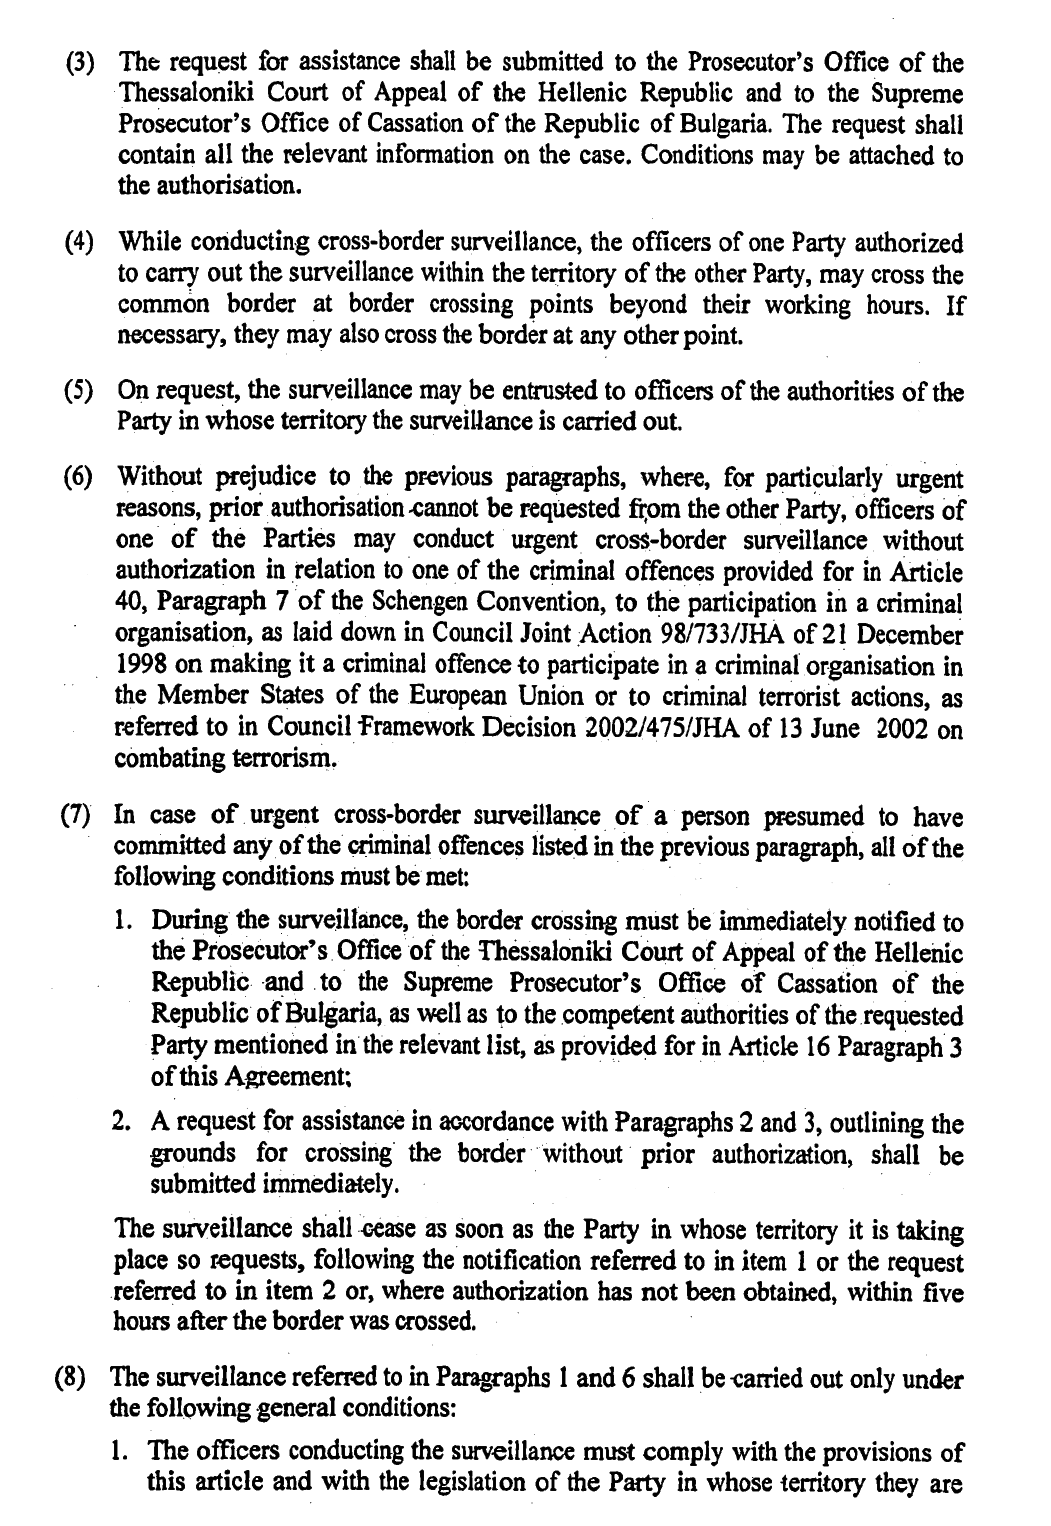 (3) The request for assistance shall be submitted to the Prosecutor's Office of the
Thessaloniki Court of Appeal of the Hellenic Republic and to the Supreme
Prosecutor's Office of Cassation of the Republic of Bulgaria. The request shall
contain all the relevant information on the case. Conditions may be attached to
the authorisation.
(4) While conducting cross-border surveillance, the officers of one Party authorized
to carry out the surveillance within the territory of the other Party, may cross the
common border at border crossing points beyond their working hours. If
necessary, they may also cross the border at any other point.
(5) On request, the surveillance may be entrusted to officers of the authorities of the
Party in whose territory the surveillance is carried out.
(6) Without prejudice to the previous paragraphs, where, for particularly urgent
reasons, prior authorisation cannot be requested from the other Party, officers of
one of the Parties may conduct urgent cross-border surveillance without
authorization in relation to one of the criminal offences provided for in Article
40, Paragraph 7 of the Schengen Convention, to the participation in a criminal
organisation, as laid down in Council Joint Action 98/733/JHA of 21 December
1998 on making it a criminal offence to participate in a criminal organisation in
the Member States of the European Union or to criminal terrorist actions, as
referred to in Council Framework Decision 2002/475/JHA of 13 June 2002 on
combating terrorism.
(7) In case of urgent cross-border surveillance of a person presumed to have
committed any of the criminal offences listed in the previous paragraph, all of the
following conditions must be met:
1. During the surveillance, the border crossing must be immediately notified to
the Prosecutor's Office of the Thessaloniki Court of Appeal of the Hellenic
Republic and to the Supreme Prosecutor's Office of Cassation of the
Republic of Bulgaria, as well as to the competent authorities of the requested
Party mentioned in the relevant list, as provided for in Article 16 Paragraph 3
of this Agreement;
2. A request for assistance in accordance with Paragraphs 2 and 3, outlining the
grounds for crossing the border without prior authorization, shall be
submitted immediately.
The surveillance shall cease as soon as the Party in whose territory it is taking
place so requests, following the notification referred to in item 1 or the request
referred to in item 2 or, where authorization has not been obtained, within five
hours after the border was crossed.
(8) The surveillance referred to in Paragraphs 1 and 6 shall be carried out only under
the following general conditions:
1. The officers conducting the surveillance must comply with the provisions of
this article and with the legislation of the Party in whose territory they are